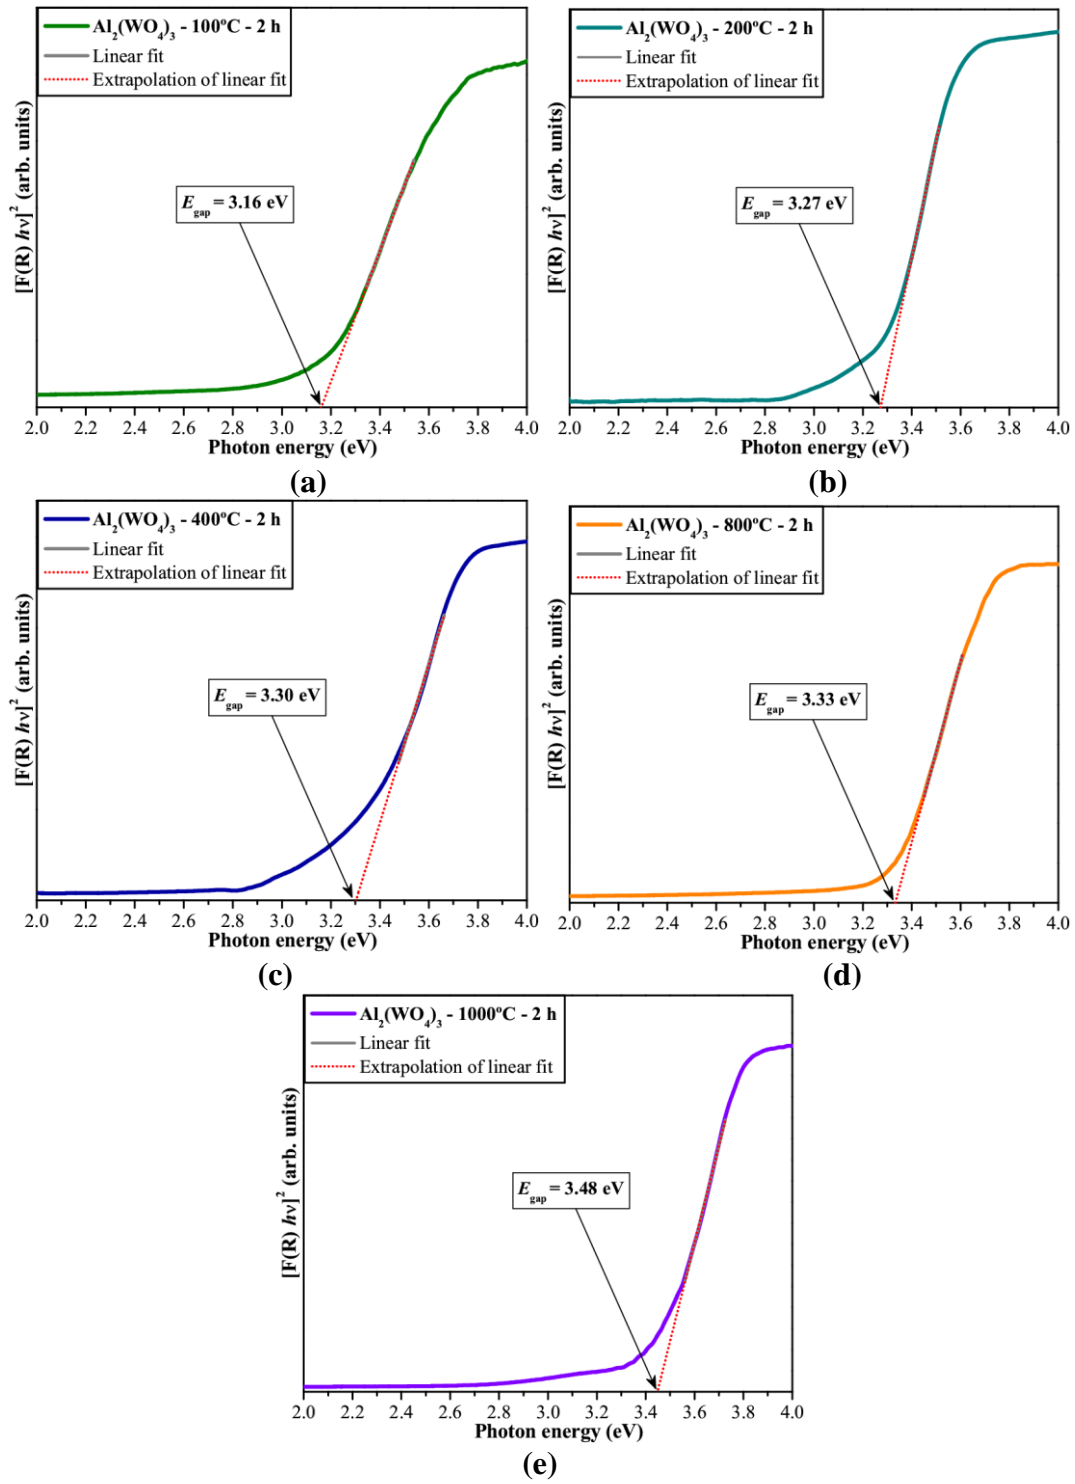 Al₂(WO₄)₃ - 100ºC - 2 h
Linear fit
Extrapolation of linear fit
[F(R) hν]² (arb. units)
E_gap = 3.16 eV
2.0 2.2 2.4 2.6 2.8 3.0 3.2 3.4 3.6 3.8 4.0
Photon energy (eV)
(a)
Al₂(WO₄)₃ - 200ºC - 2 h
Linear fit
Extrapolation of linear fit
[F(R) hν]² (arb. units)
E_gap = 3.27 eV
2.0 2.2 2.4 2.6 2.8 3.0 3.2 3.4 3.6 3.8 4.0
Photon energy (eV)
(b)
Al₂(WO₄)₃ - 400ºC - 2 h
Linear fit
Extrapolation of linear fit
[F(R) hν]² (arb. units)
E_gap = 3.30 eV
2.0 2.2 2.4 2.6 2.8 3.0 3.2 3.4 3.6 3.8 4.0
Photon energy (eV)
(c)
Al₂(WO₄)₃ - 800ºC - 2 h
Linear fit
Extrapolation of linear fit
[F(R) hν]² (arb. units)
E_gap = 3.33 eV
2.0 2.2 2.4 2.6 2.8 3.0 3.2 3.4 3.6 3.8 4.0
Photon energy (eV)
(d)
Al₂(WO₄)₃ - 1000ºC - 2 h
Linear fit
Extrapolation of linear fit
[F(R) hν]² (arb. units)
E_gap = 3.48 eV
2.0 2.2 2.4 2.6 2.8 3.0 3.2 3.4 3.6 3.8 4.0
Photon energy (eV)
(e)